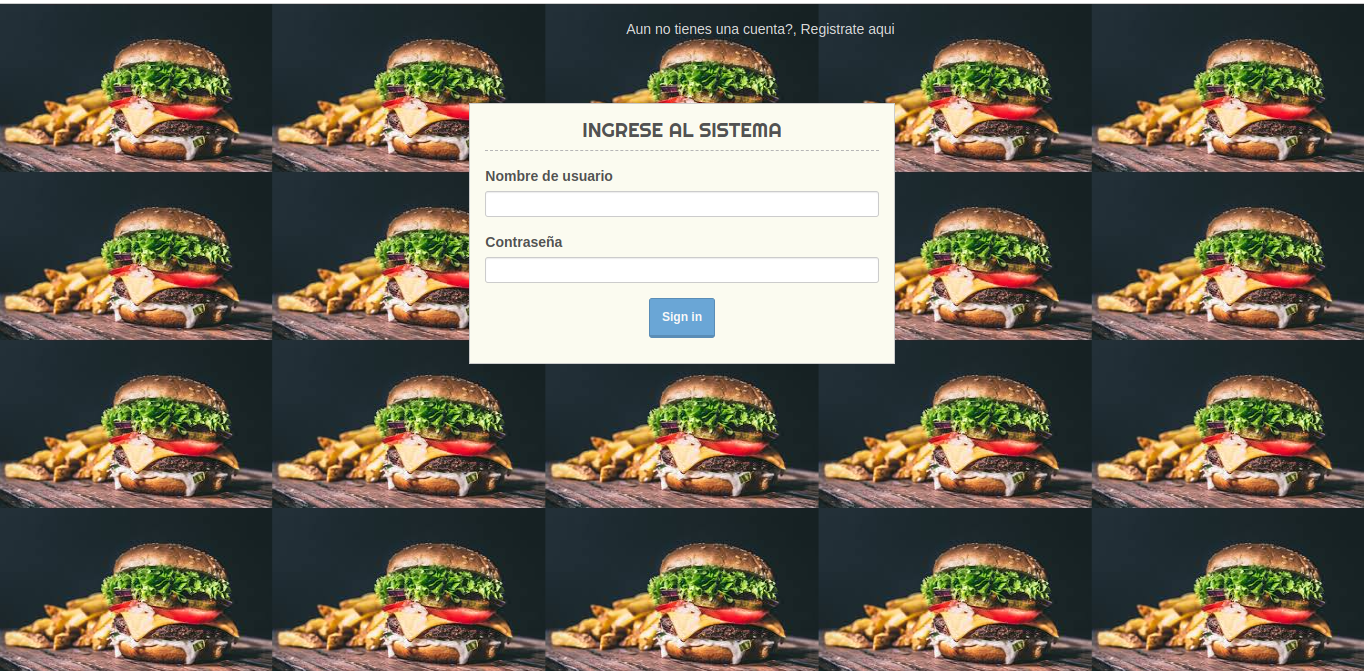 Aun no tienes una cuenta?, Registrate aqui
INGRESE AL SISTEMA
Nombre de usuario
Contraseña
Sign in